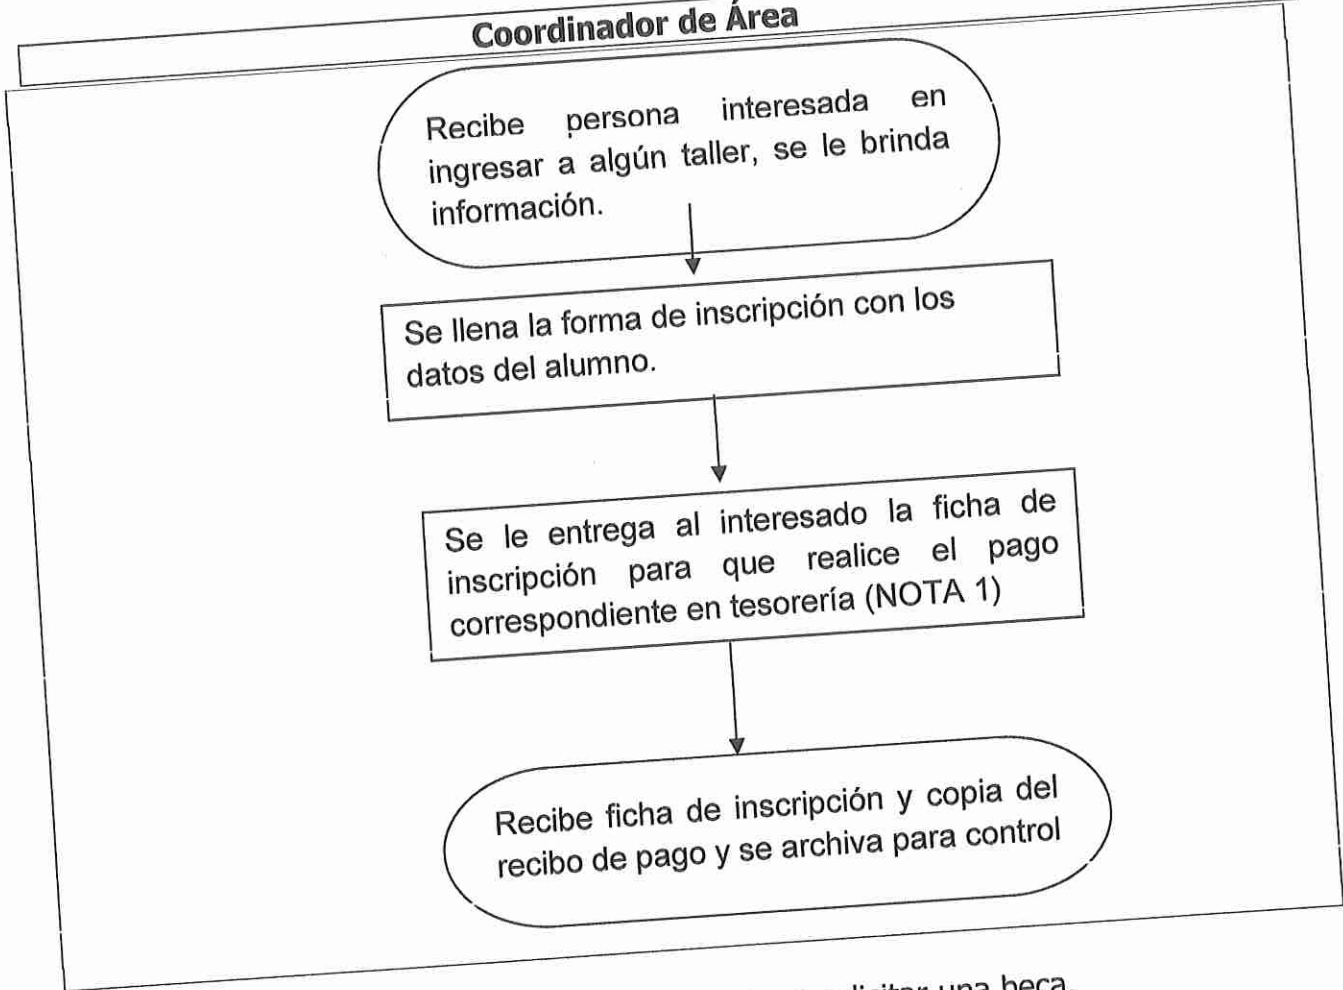 Coordinador de Área
Recibe persona interesada en
ingresar a algún taller, se le brinda
información.
Se llena la forma de inscripción con los
datos del alumno.
Se le entrega al interesado la ficha de
inscripción para que realice el pago
correspondiente en tesorería (NOTA 1)
Recibe ficha de inscripción y copia del
recibo de pago y se archiva para control
una beca